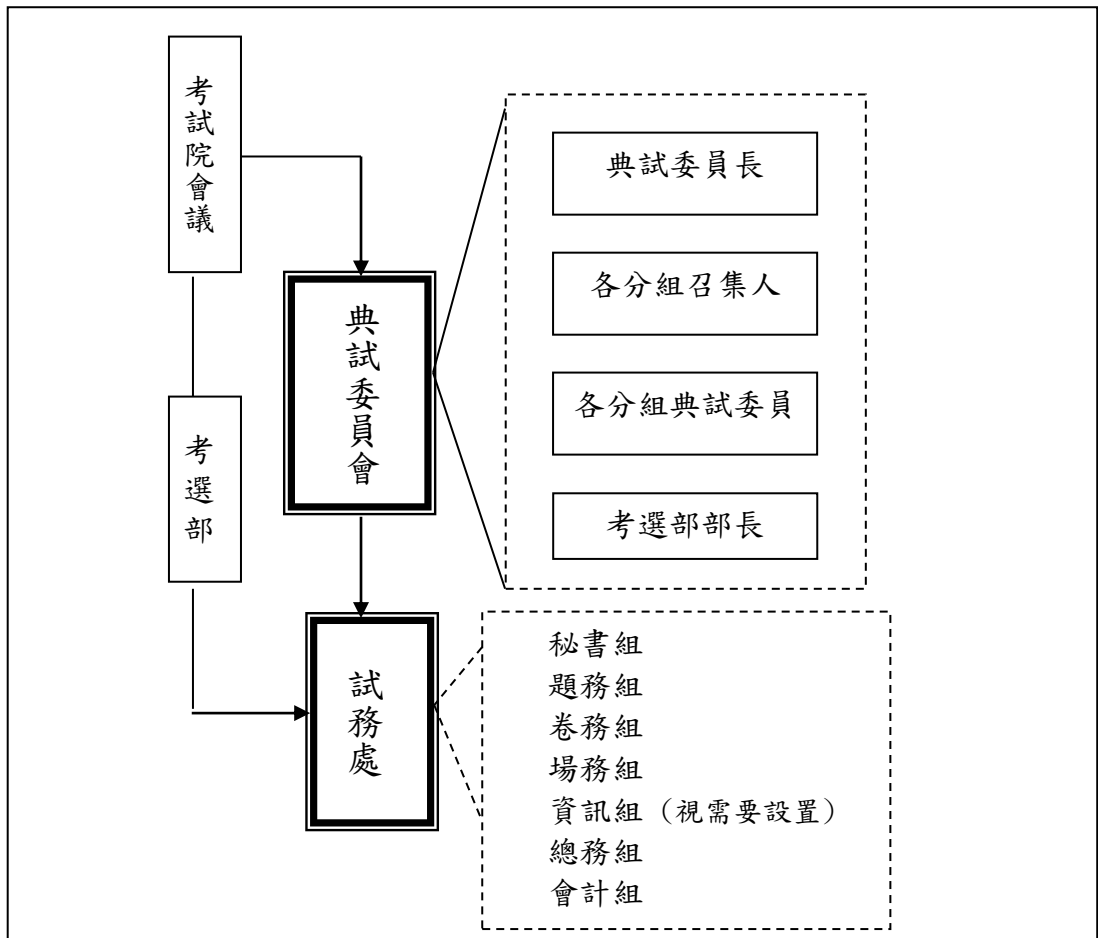 考試院會議
典試委員長
各分組召集人
典試委員會
各分組典試委員
考選部
考選部部長
試務處
秘書組
題務組
卷務組
場務組
資訊組（視需要設置）
總務組
會計組